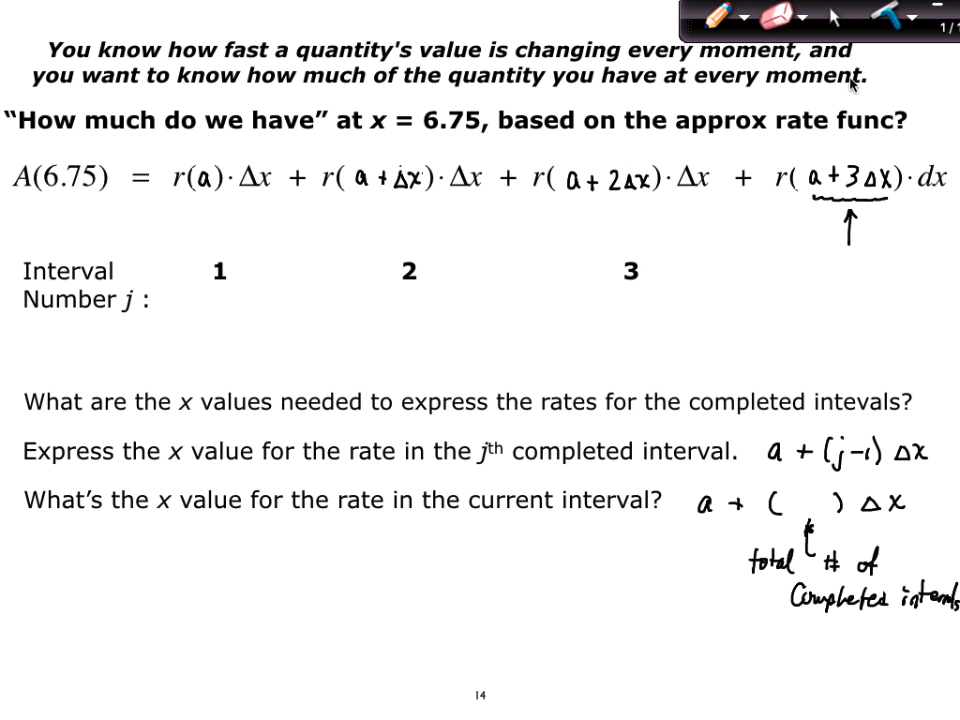 1/1
You know how fast a quantity's value is changing every moment, and
you want to know how much of the quantity you have at every moment.
“How much do we have” at x = 6.75, based on the approx rate func?
A(6.75) = r(a)·Δx + r( a + Δx)·Δx + r( a + 2Δx)·Δx + r( a + 3Δx)·dx
Interval 1 2 3
Number j :
What are the x values needed to express the rates for the completed intevals?
Express the x value for the rate in the jth completed interval. a + (j-1) Δx
What’s the x value for the rate in the current interval? a + ( ) Δx
total # of
Completed
14